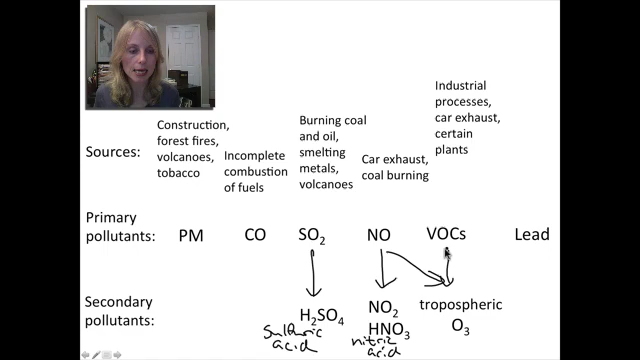 Industrial
processes,
car exhaust,
certain
plants
Burning coal
and oil,
smelting
metals,
volcanoes
Construction,
forest fires,
volcanoes,
tobacco
Incomplete
combustion
of fuels
Car exhaust,
coal burning
Sources:
Primary
pollutants:
PM
CO
SO₂
NO
VOCs
Lead
Secondary
pollutants:
H₂SO₄
sulfuric
acid
NO₂
HNO₃
nitric
acid
tropospheric
O₃